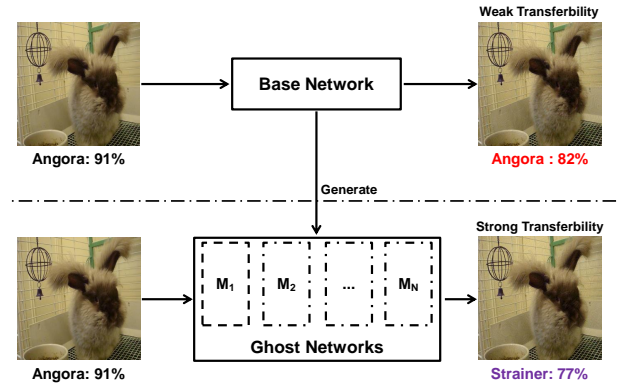 Weak Transferbility
Base Network
Angora: 91%
Angora : 82%
Generate
Strong Transferbility
M1 M2 ... MN
Ghost Networks
Angora: 91%
Strainer: 77%